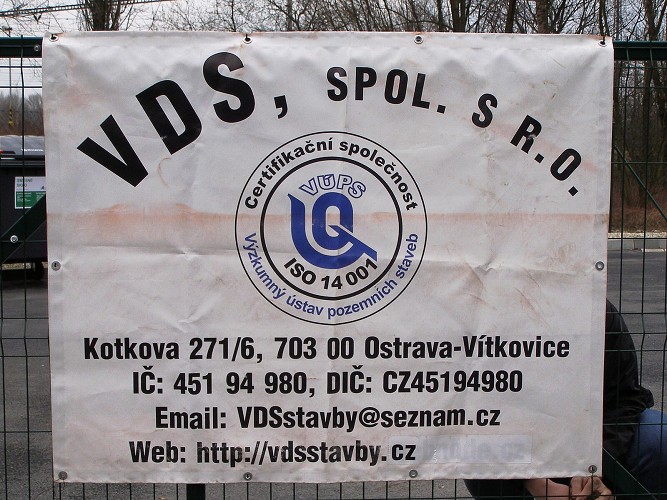 VDS, SPOL. S R.O.
Certifikační společnost
VÚPS
ISO 14 001
Výzkumný ústav pozemních staveb
Kotkova 271/6, 703 00 Ostrava-Vítkovice
IČ: 451 94 980, DIČ: CZ45194980
Email: VDSstavby@seznam.cz
Web: http://vdsstavby.cz